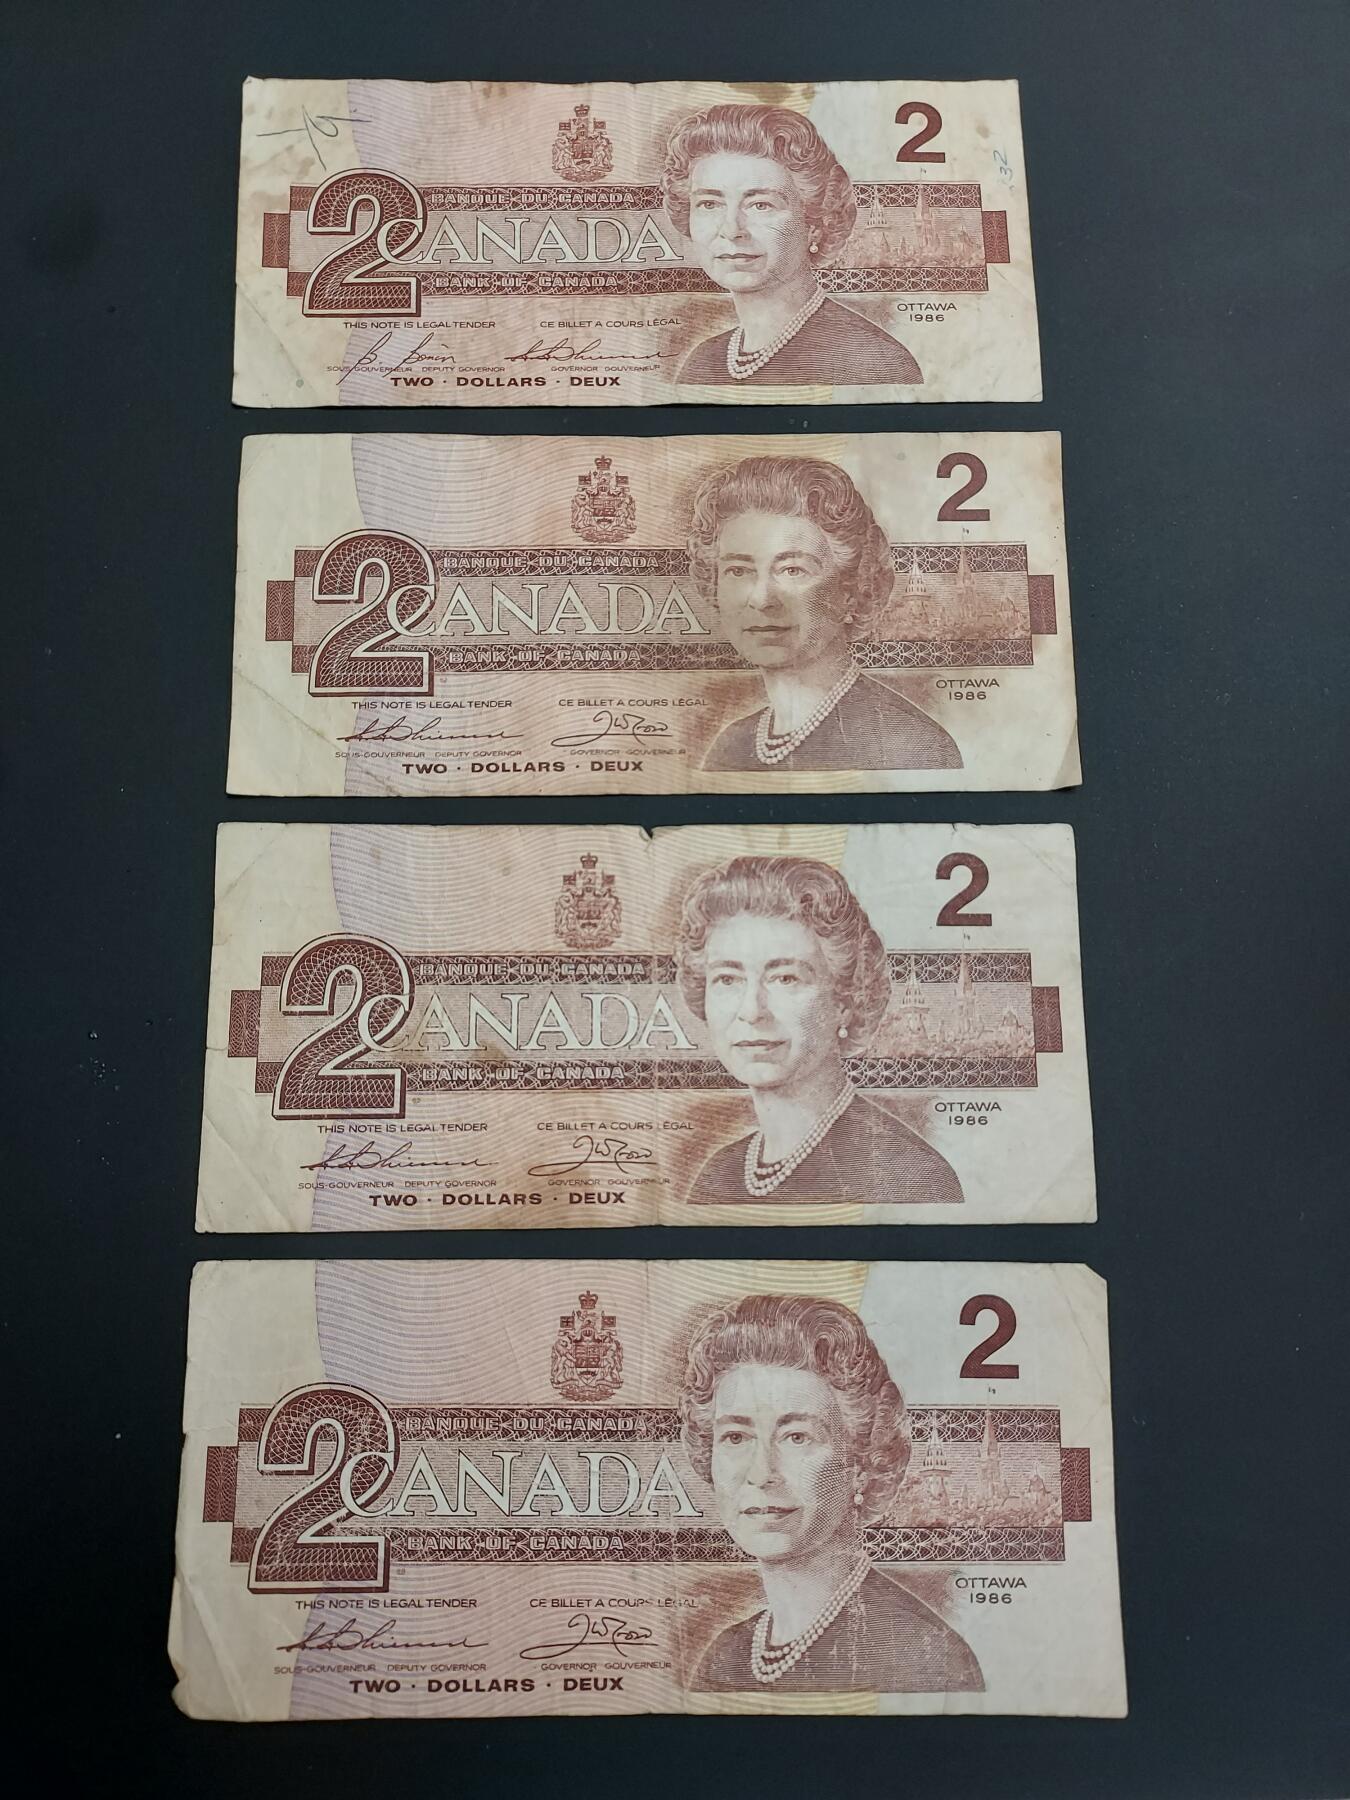 2
232
2
BANQUE DU CANADA
CANADA
BANK OF CANADA
OTTAWA
1986
THIS NOTE IS LEGAL TENDER CE BILLET A COURS LÉGAL
SOUS-GOUVERNEUR DEPUTY GOVERNOR GOVERNOR GOUVERNEUR
TWO · DOLLARS · DEUX
2
2
BANQUE DU CANADA
CANADA
BANK OF CANADA
OTTAWA
1986
THIS NOTE IS LEGAL TENDER CE BILLET A COURS LÉGAL
SOUS-GOUVERNEUR DEPUTY GOVERNOR GOVERNOR GOUVERNEUR
TWO · DOLLARS · DEUX
2
2
BANQUE DU CANADA
CANADA
BANK OF CANADA
OTTAWA
1986
THIS NOTE IS LEGAL TENDER CE BILLET A COURS LÉGAL
SOUS-GOUVERNEUR DEPUTY GOVERNOR GOVERNOR GOUVERNEUR
TWO · DOLLARS · DEUX
2
2
BANQUE DU CANADA
CANADA
BANK OF CANADA
OTTAWA
1986
THIS NOTE IS LEGAL TENDER CE BILLET A COURS LÉGAL
SOUS-GOUVERNEUR DEPUTY GOVERNOR GOVERNOR GOUVERNEUR
TWO · DOLLARS · DEUX